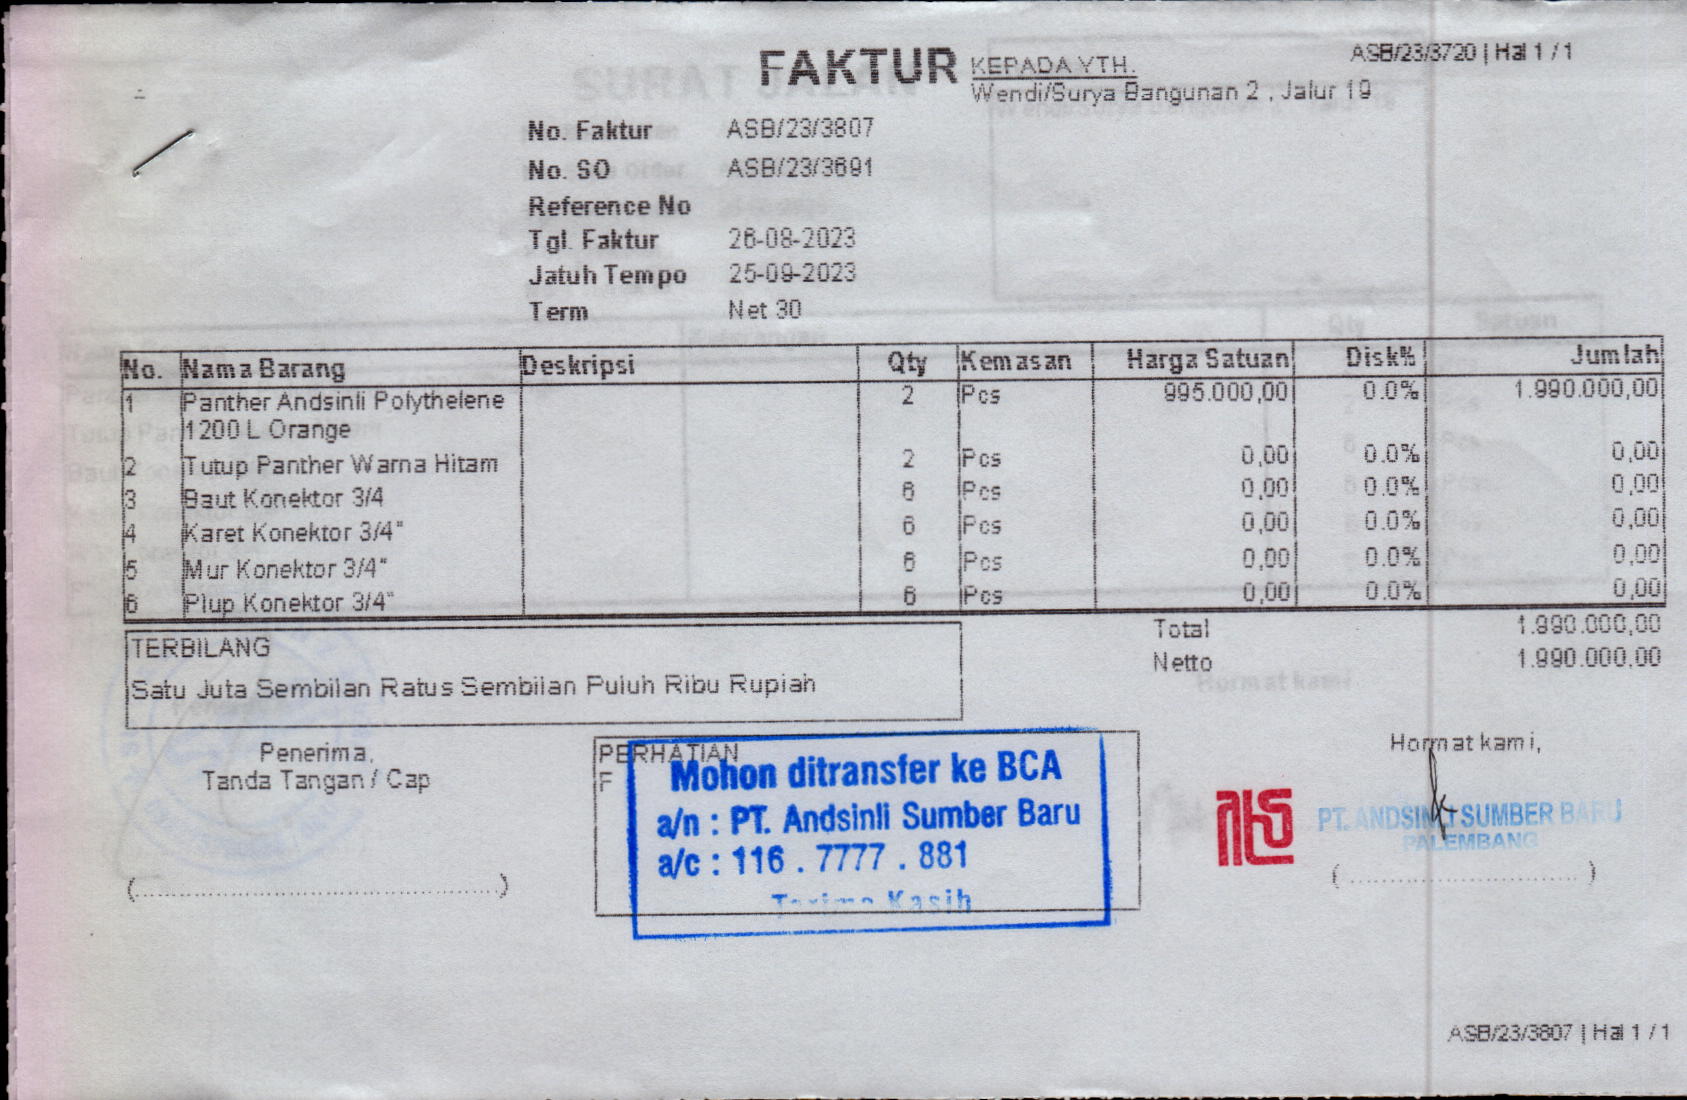 ASB/23/3720 | Hal 1 / 1
FAKTUR
KEPADA YTH.
Wendi/Surya Bangunan 2 , Jalur 19
No. Faktur ASB/23/3807
No. SO ASB/23/3691
Reference No
Tgl. Faktur 26-08-2023
Jatuh Tempo 25-09-2023
Term Net 30
No. Nama Barang Deskripsi Qty Kemasan Harga Satuan Disk% Jumlah
1 Panther Andsinli Polythelene 2 Pcs 995.000,00 0.0% 1.990.000,00
1200 L Orange
2 Tutup Panther Warna Hitam 2 Pcs 0,00 0.0% 0,00
3 Baut Konektor 3/4 6 Pcs 0,00 0.0% 0,00
4 Karet Konektor 3/4" 6 Pcs 0,00 0.0% 0,00
5 Mur Konektor 3/4" 6 Pcs 0,00 0.0% 0,00
6 Plup Konektor 3/4" 6 Pcs 0,00 0.0% 0,00
Total 1.990.000,00
Netto 1.990.000,00
TERBILANG
Satu Juta Sembilan Ratus Sembilan Puluh Ribu Rupiah
Penerima,
Tanda Tangan / Cap
PERHATIAN
F
Mohon ditransfer ke BCA
a/n : PT. Andsinli Sumber Baru
a/c : 116 . 7777 . 881
Terima Kasih
Hormat kami,
PT. ANDSINLI SUMBER BARU
PALEMBANG
(..........................................)
(..........................................)
ASB/23/3807 | Hal 1 / 1